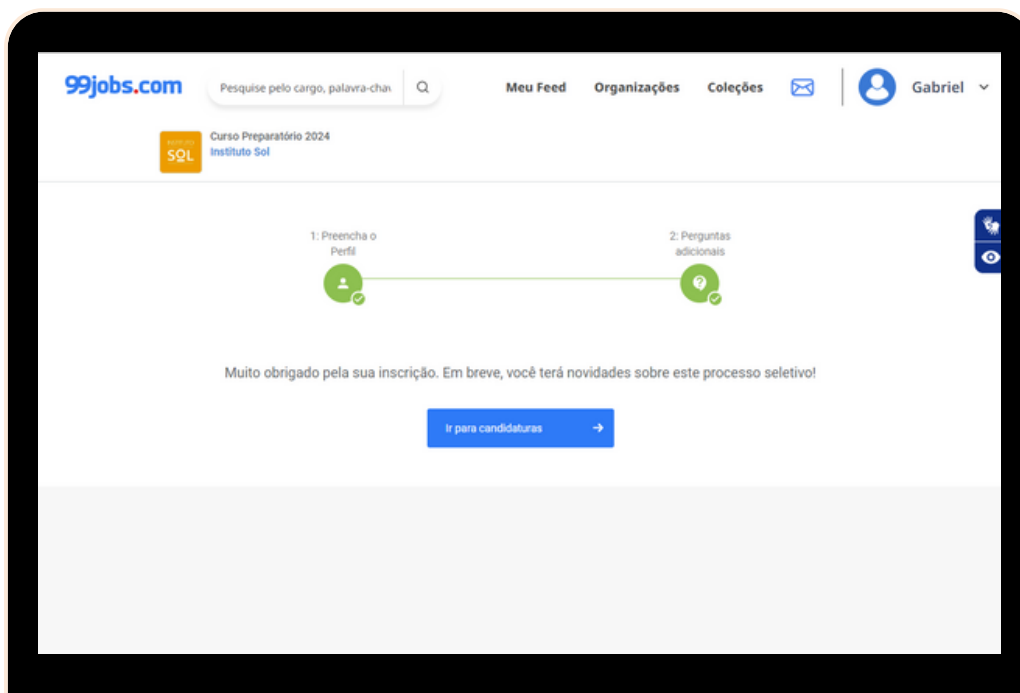 99jobs.com
Pesquise pelo cargo, palavra-chav
Meu Feed
Organizações
Coleções
Gabriel
Curso Preparatório 2024
Instituto Sol
SOL
1: Preencha o
Perfil
2: Perguntas
adicionais
Muito obrigado pela sua inscrição. Em breve, você terá novidades sobre este processo seletivo!
Ir para candidaturas